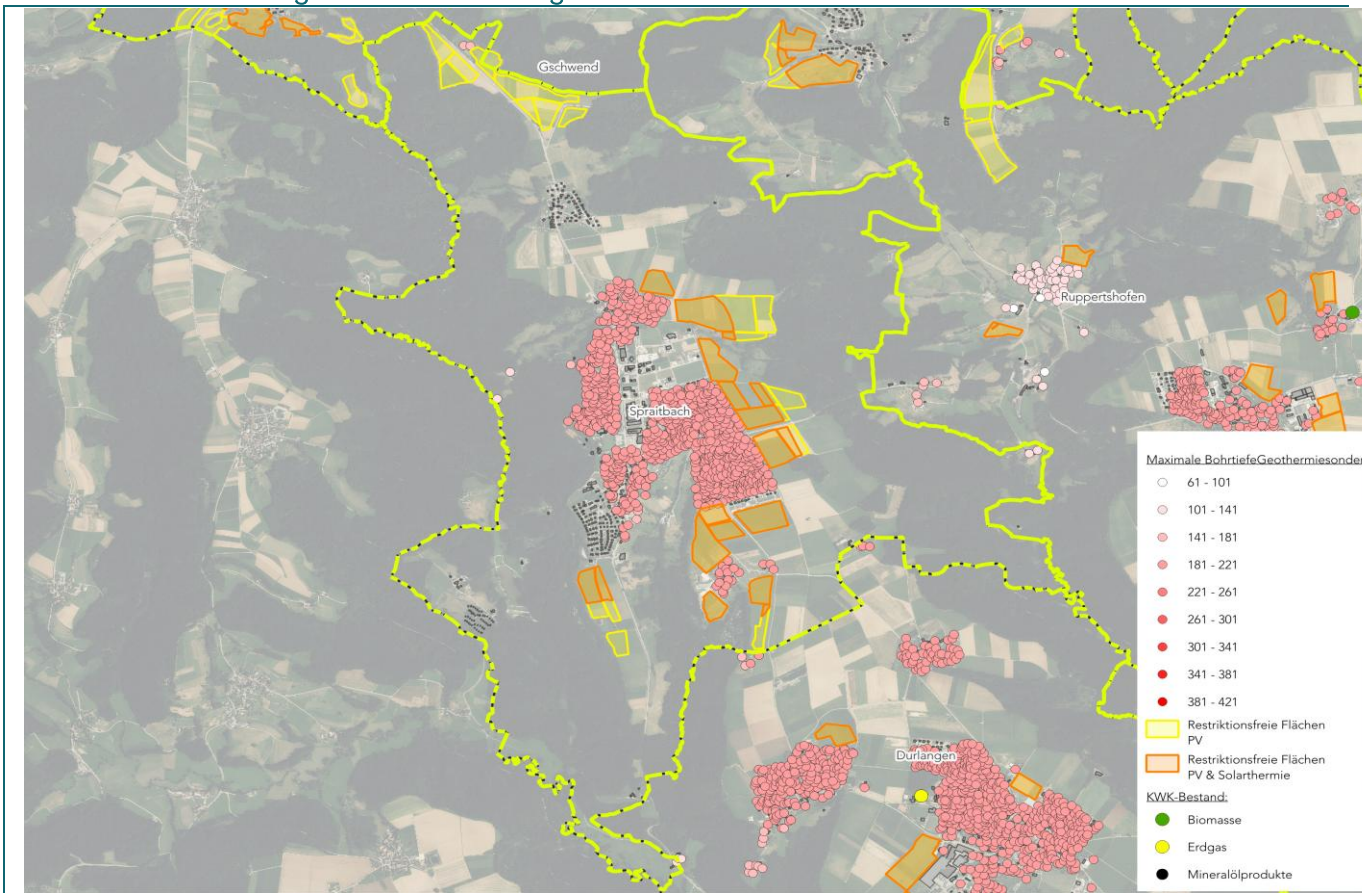 Gschwend
Ruppertshofen
Spraitbach
Durlangen
Maximale BohrtiefeGeothermiesonden
61 - 101
101 - 141
141 - 181
181 - 221
221 - 261
261 - 301
301 - 341
341 - 381
381 - 421
Restriktionsfreie Flächen
PV
Restriktionsfreie Flächen
PV & Solarthermie
KWK-Bestand:
Biomasse
Erdgas
Mineralölprodukte